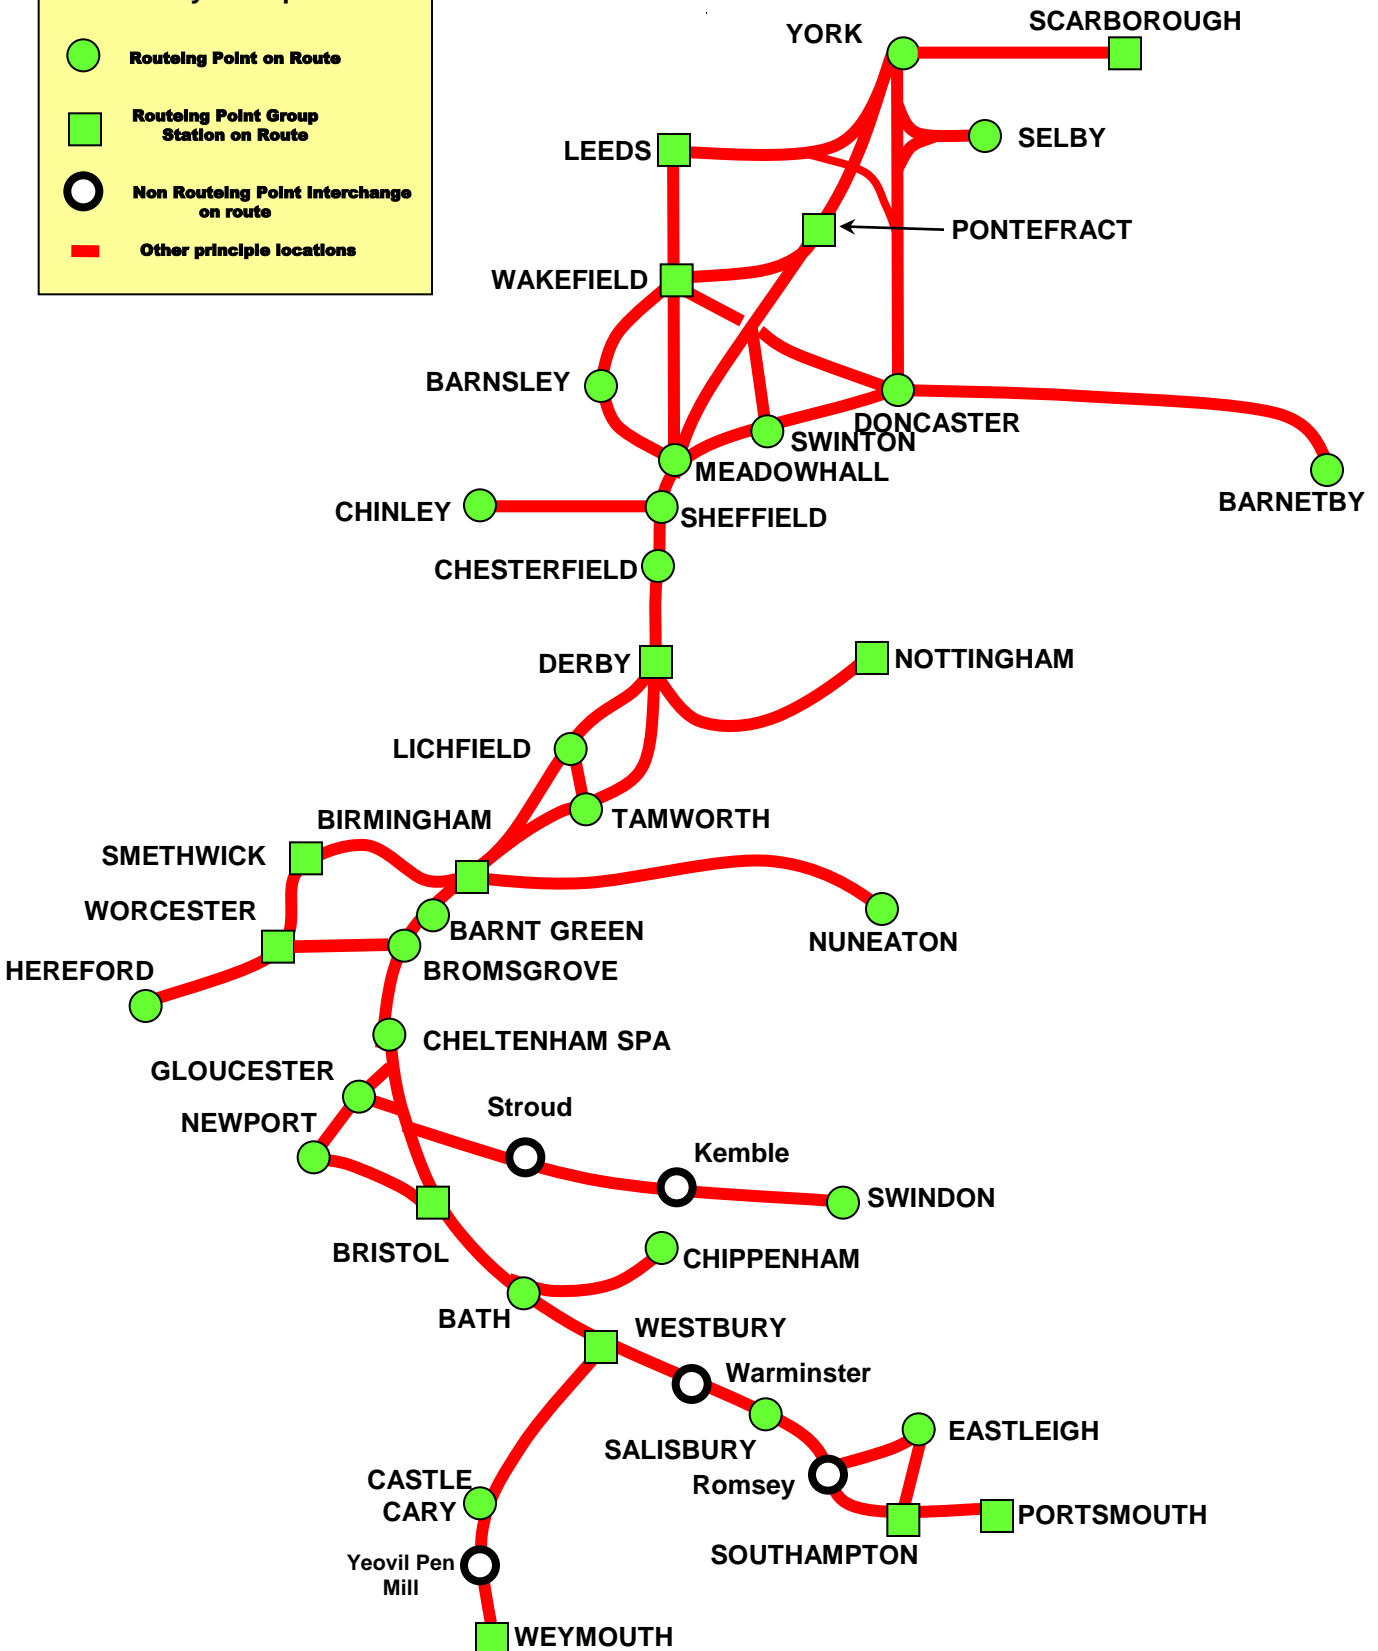 Routeing Point on Route
Routeing Point Group
Station on Route
Non Routeing Point Interchange
on route
Other principle locations
SCARBOROUGH
YORK
SELBY
LEEDS
PONTEFRACT
WAKEFIELD
BARNSLEY
DONCASTER
SWINTON
MEADOWHALL
BARNETBY
CHINLEY
SHEFFIELD
CHESTERFIELD
DERBY
NOTTINGHAM
LICHFIELD
BIRMINGHAM
TAMWORTH
SMETHWICK
WORCESTER
BARNT GREEN
NUNEATON
HEREFORD
BROMSGROVE
CHELTENHAM SPA
GLOUCESTER
Stroud
NEWPORT
Kemble
SWINDON
BRISTOL
CHIPPENHAM
BATH
WESTBURY
Warminster
EASTLEIGH
SALISBURY
Romsey
CASTLE
CARY
PORTSMOUTH
SOUTHAMPTON
Yeovil Pen
Mill
WEYMOUTH